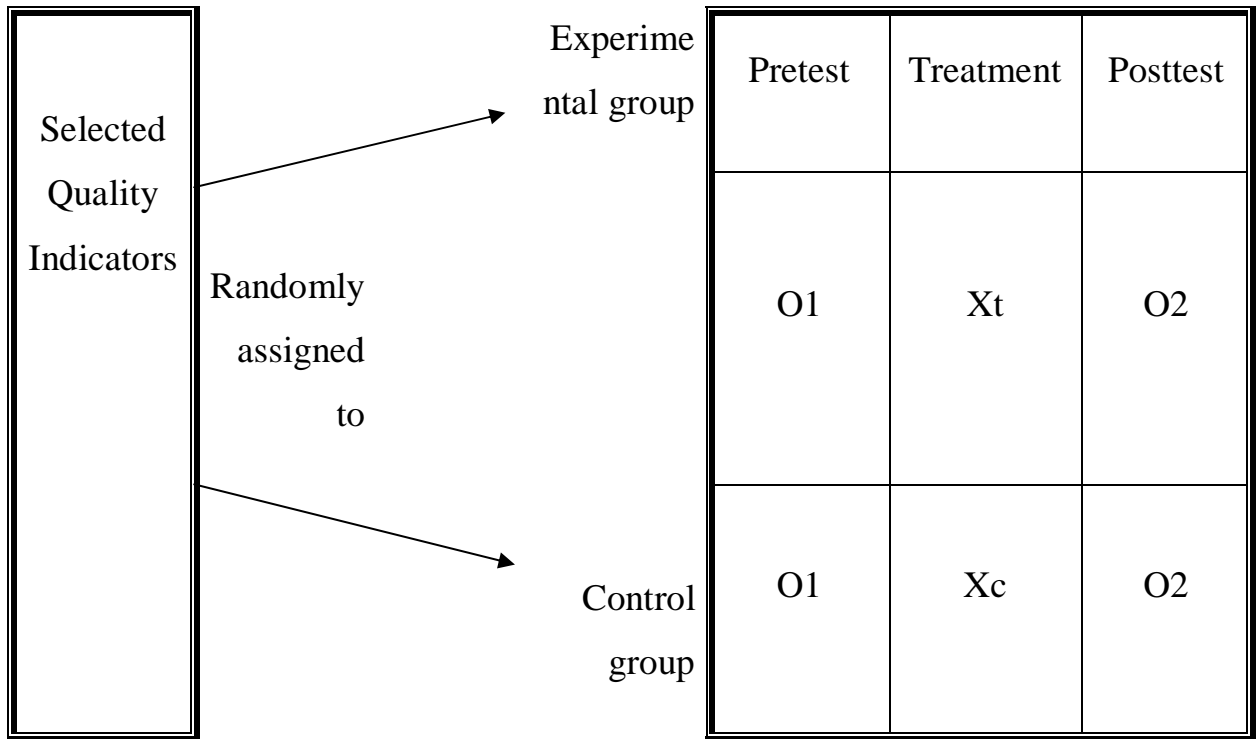 Selected
Quality
Indicators
Randomly
assigned
to
Experime
ntal group
Control
group
Pretest Treatment Posttest
O1 Xt O2
O1 Xc O2